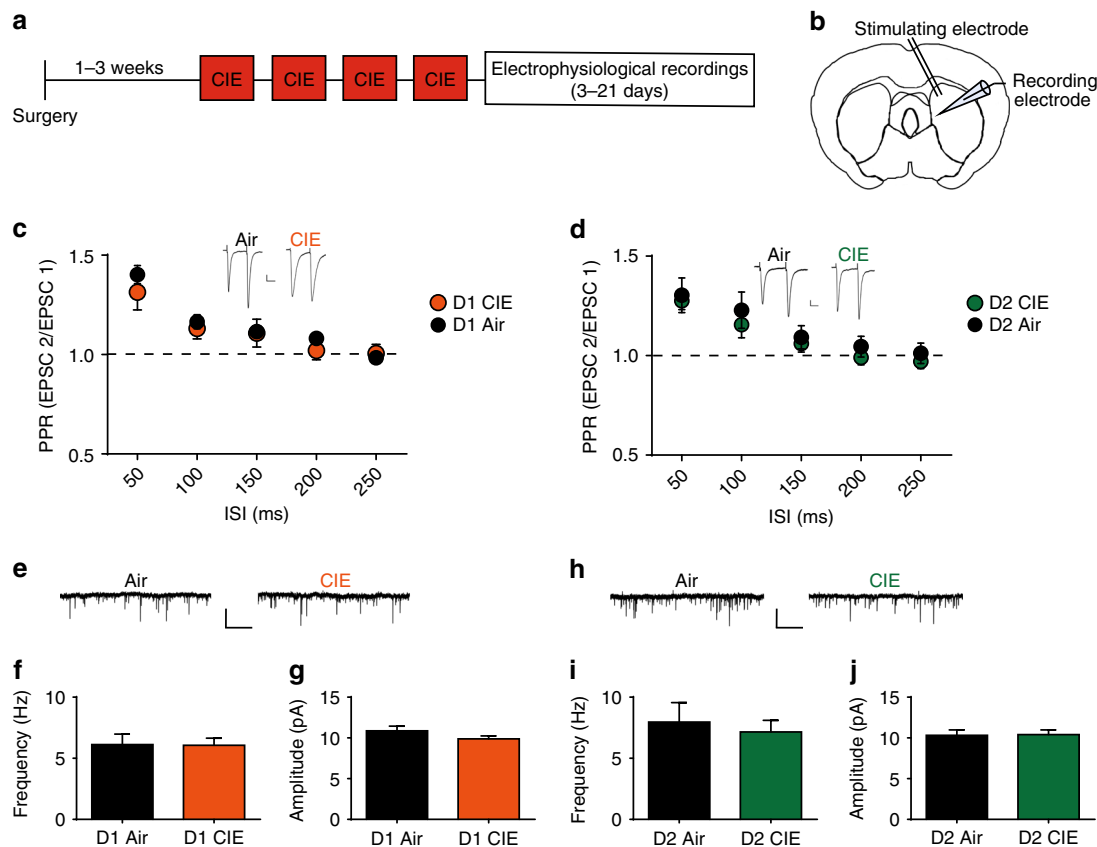 a
1–3 weeks
Surgery
CIE
CIE
CIE
CIE
Electrophysiological recordings
(3–21 days)
b
Stimulating electrode
Recording
electrode
c
PPR (EPSC 2/EPSC 1)
1.5
1.0
0.5
Air
CIE
D1 CIE
D1 Air
50
100
150
200
250
ISI (ms)
d
PPR (EPSC 2/EPSC 1)
1.5
1.0
0.5
Air
CIE
D2 CIE
D2 Air
50
100
150
200
250
ISI (ms)
e
Air
CIE
h
Air
CIE
f
Frequency (Hz)
10
5
0
D1 Air
D1 CIE
g
Amplitude (pA)
15
10
5
0
D1 Air
D1 CIE
i
Frequency (Hz)
10
5
0
D2 Air
D2 CIE
j
Amplitude (pA)
15
10
5
0
D2 Air
D2 CIE